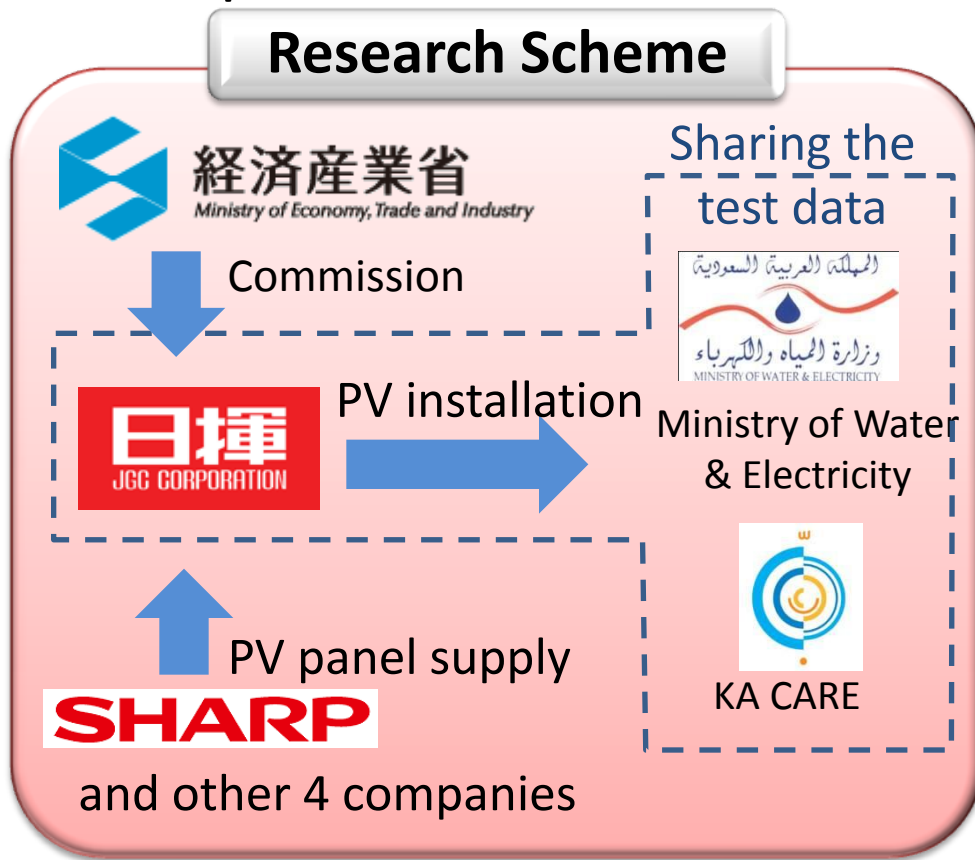 Research Scheme
経済産業省
Ministry of Economy, Trade and Industry
Sharing the
test data
Commission
المملكة العربية السعودية
وزارة المياه والكهرباء
MINISTRY OF WATER & ELECTRICITY
日揮
JGC CORPORATION
PV installation
Ministry of Water
& Electricity
KA CARE
PV panel supply
SHARP
and other 4 companies